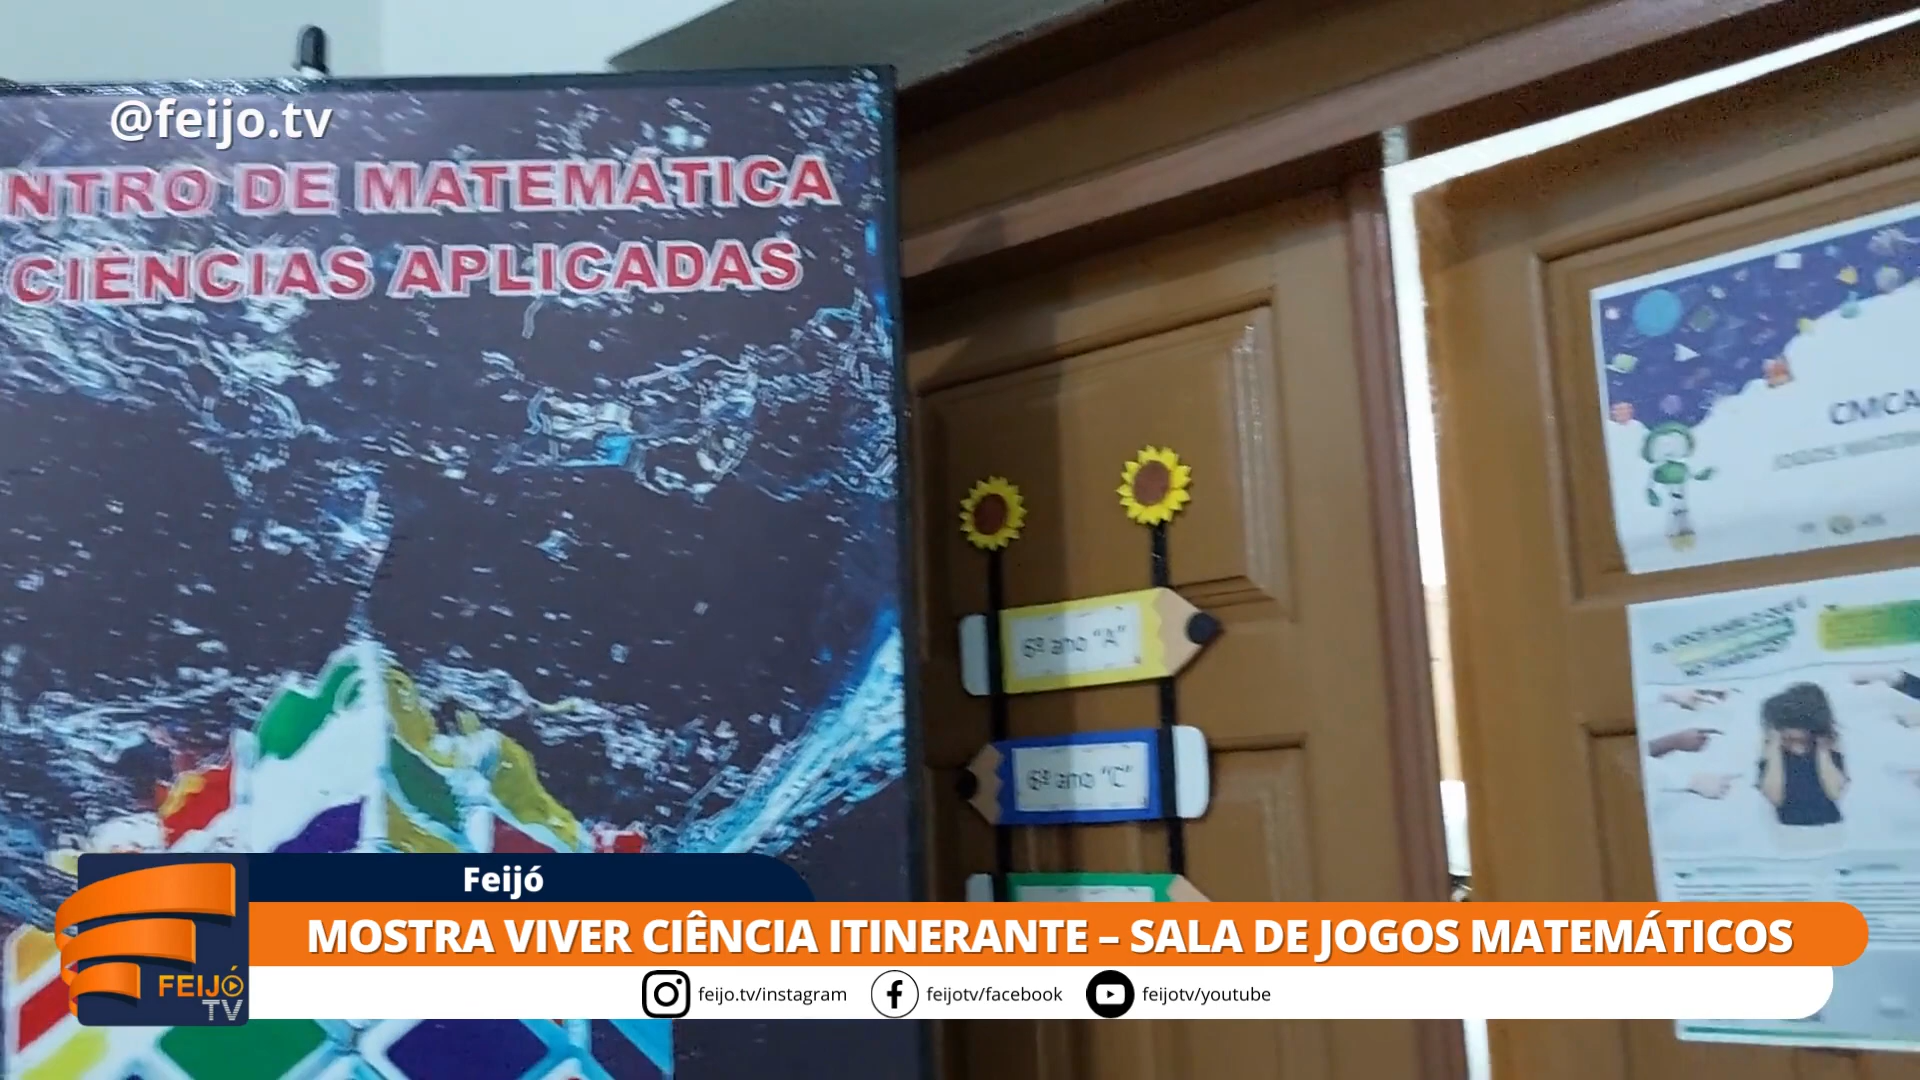 @feijo.tv
NTRO DE MATEMÁTICA
CIÊNCIAS APLICADAS
CMCA
JOGOS
6º ano "A"
6º ano "C"
Feijó
MOSTRA VIVER CIÊNCIA ITINERANTE – SALA DE JOGOS MATEMÁTICOS
FEIJÓ
TV
feijo.tv/instagram
feijotv/facebook
feijotv/youtube